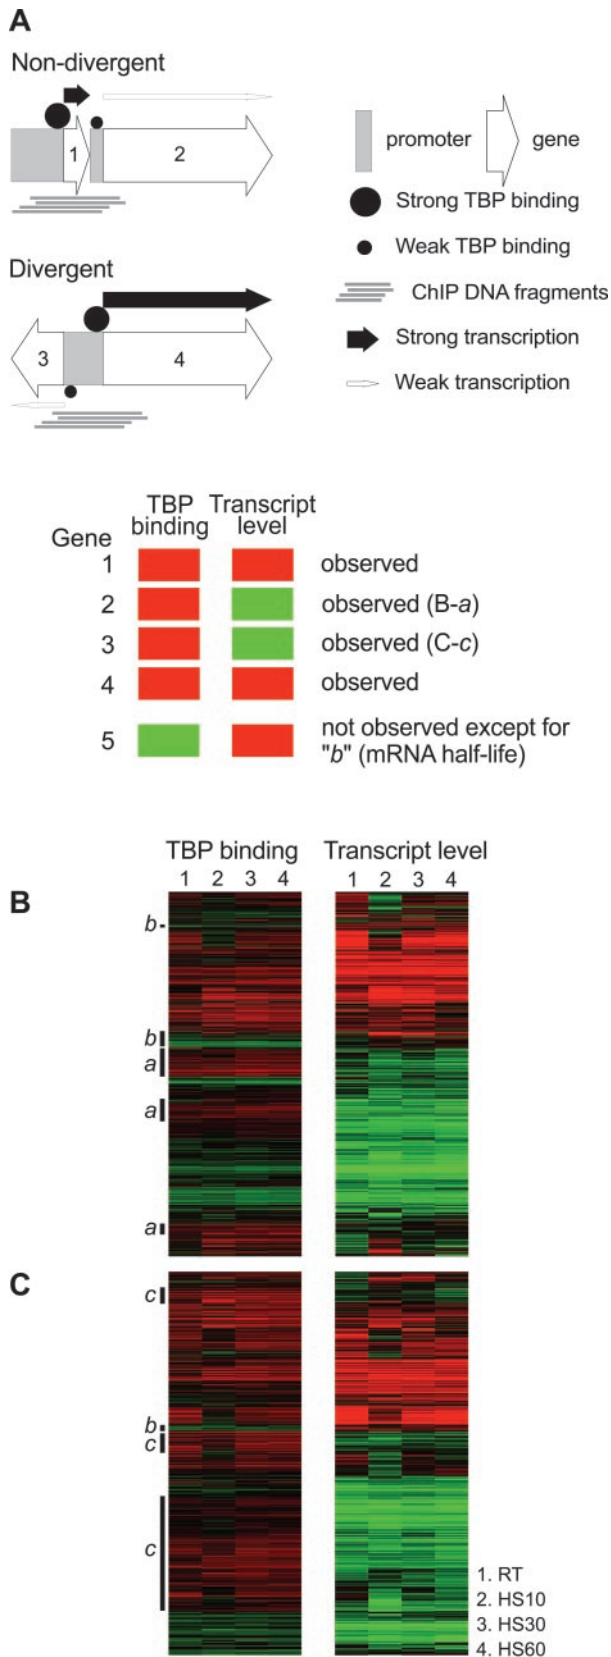 A
Non-divergent
1
2
promoter
gene
Strong TBP binding
Weak TBP binding
Divergent
ChIP DNA fragments
3
4
Strong transcription
Weak transcription
TBP binding
Transcript level
Gene
1 observed
2 observed (B-a)
3 observed (C-c)
4 observed
5 not observed except for
"b" (mRNA half-life)
TBP binding Transcript level
1 2 3 4 1 2 3 4
B
b
b
a
a
a
C
c
b
c
c
1. RT
2. HS10
3. HS30
4. HS60